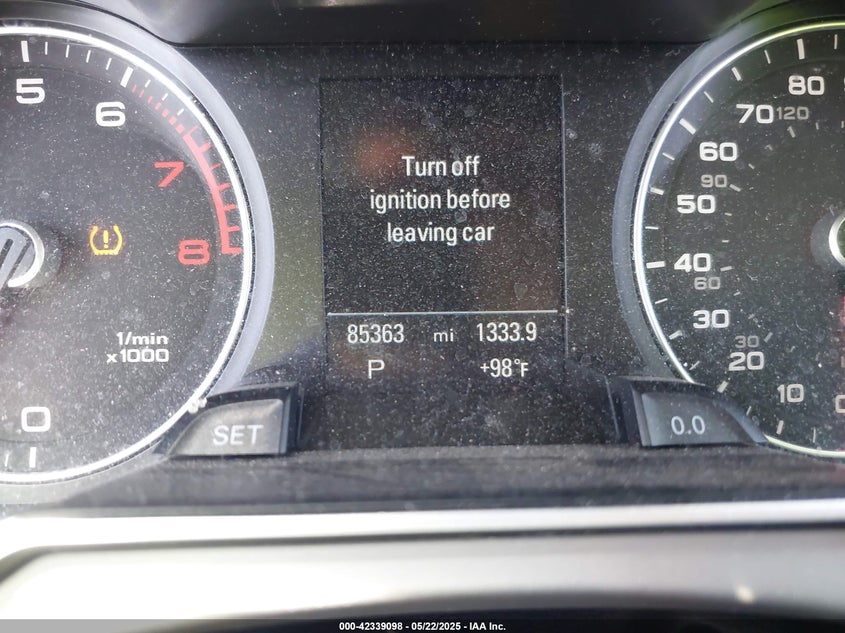 5
6
7
8
1/min
x1000
0
SET
Turn off
ignition before
leaving car
85363 mi 1333.9
P +98°F
80
70 120
60
90
50
40
60
30
30
20
10
0
0.0
000-42339098 - 05/22/2025 - IAA Inc.